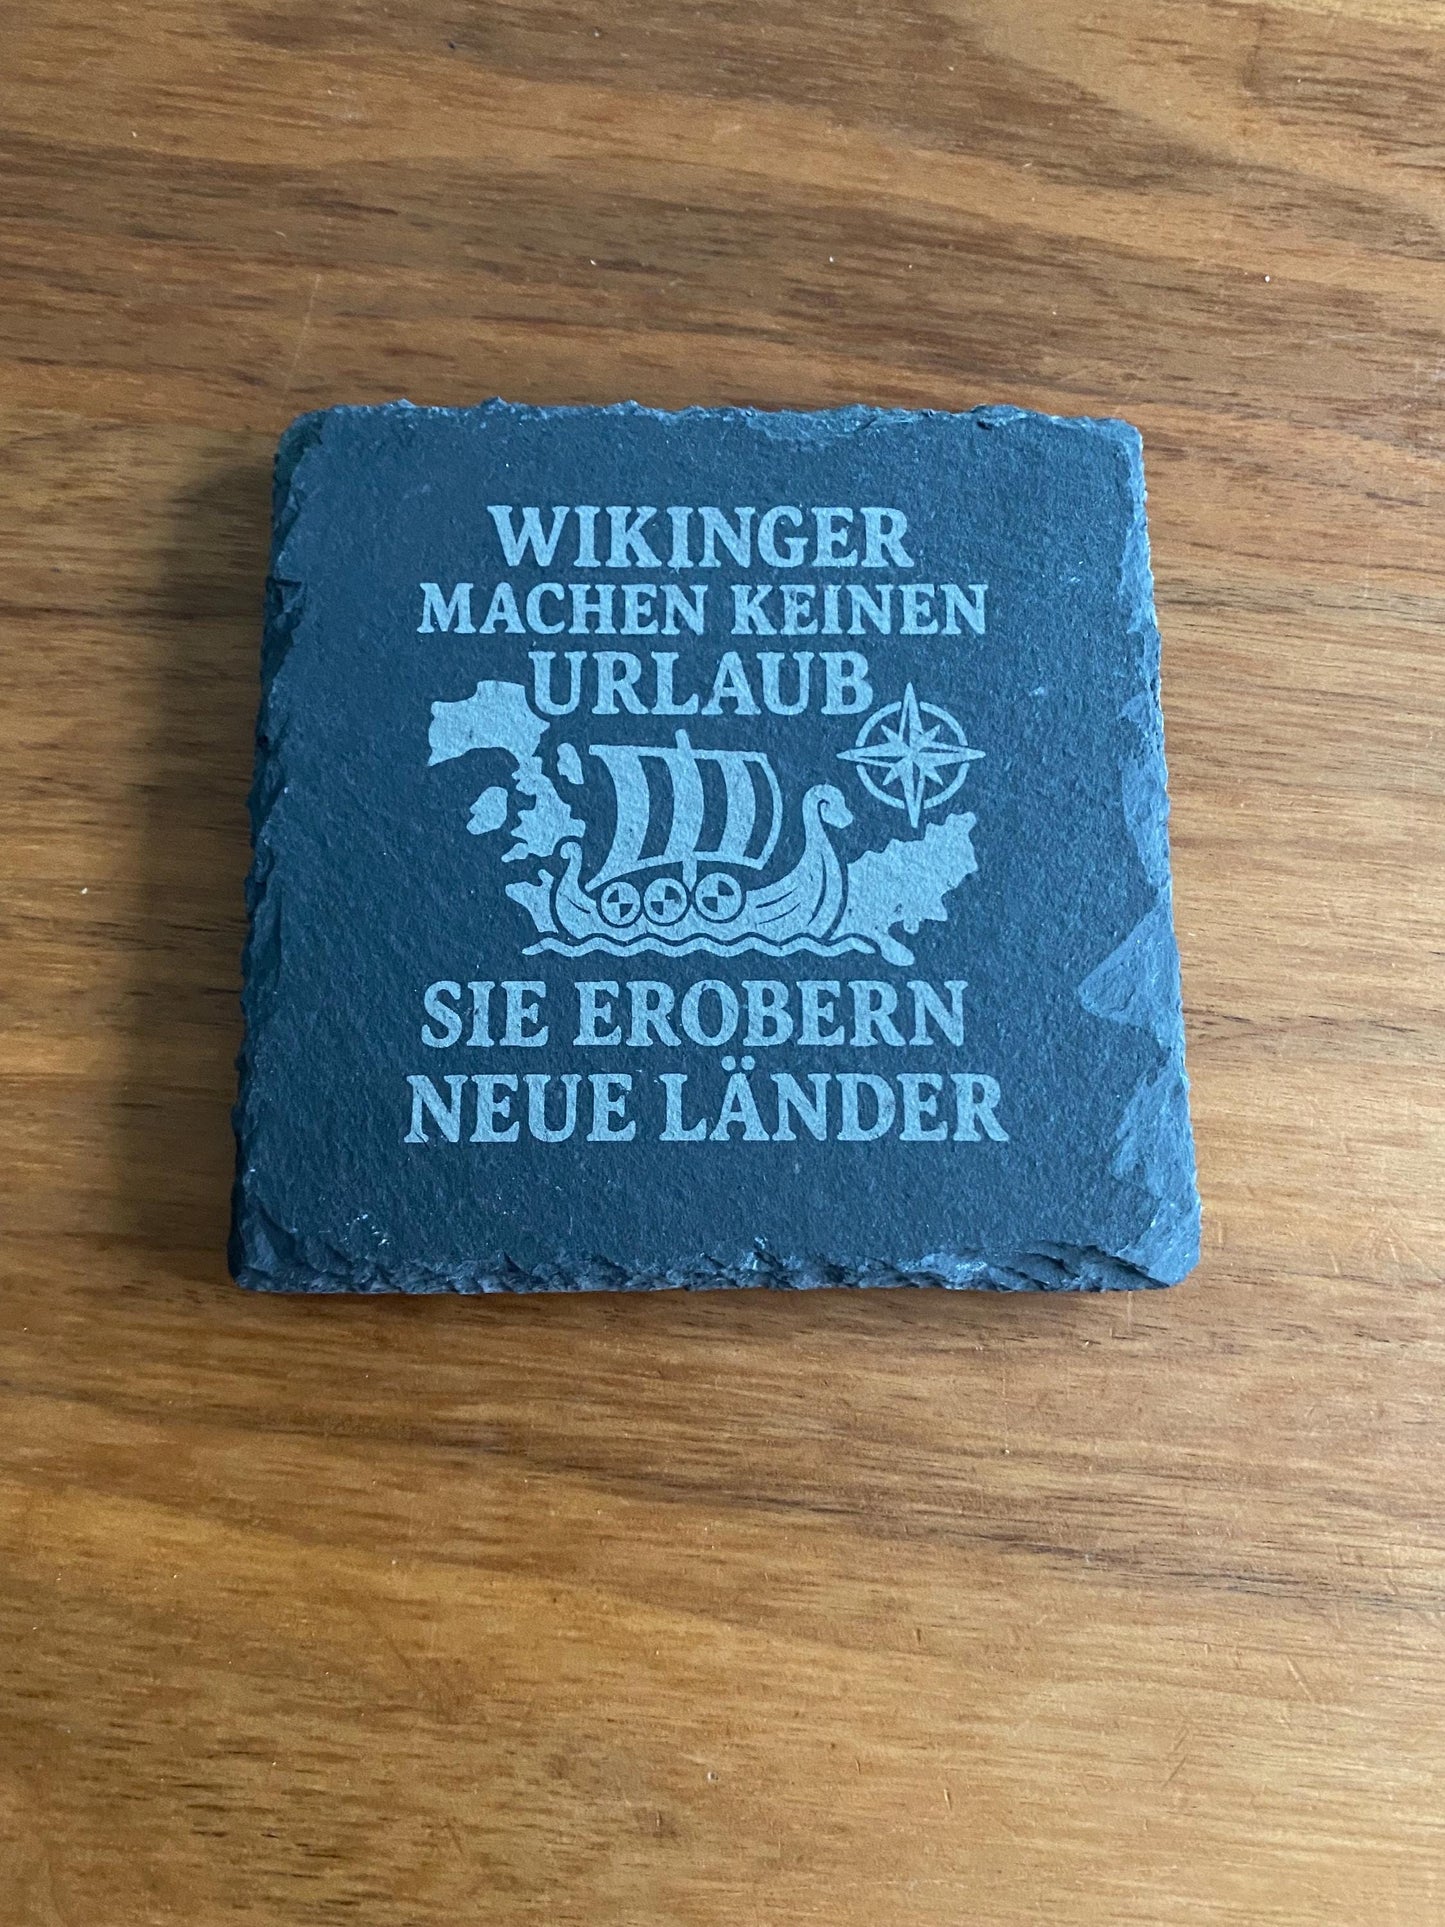 WIKINGER
MACHEN KEINEN
URLAUB
SIE EROBERN
NEUE LÄNDER